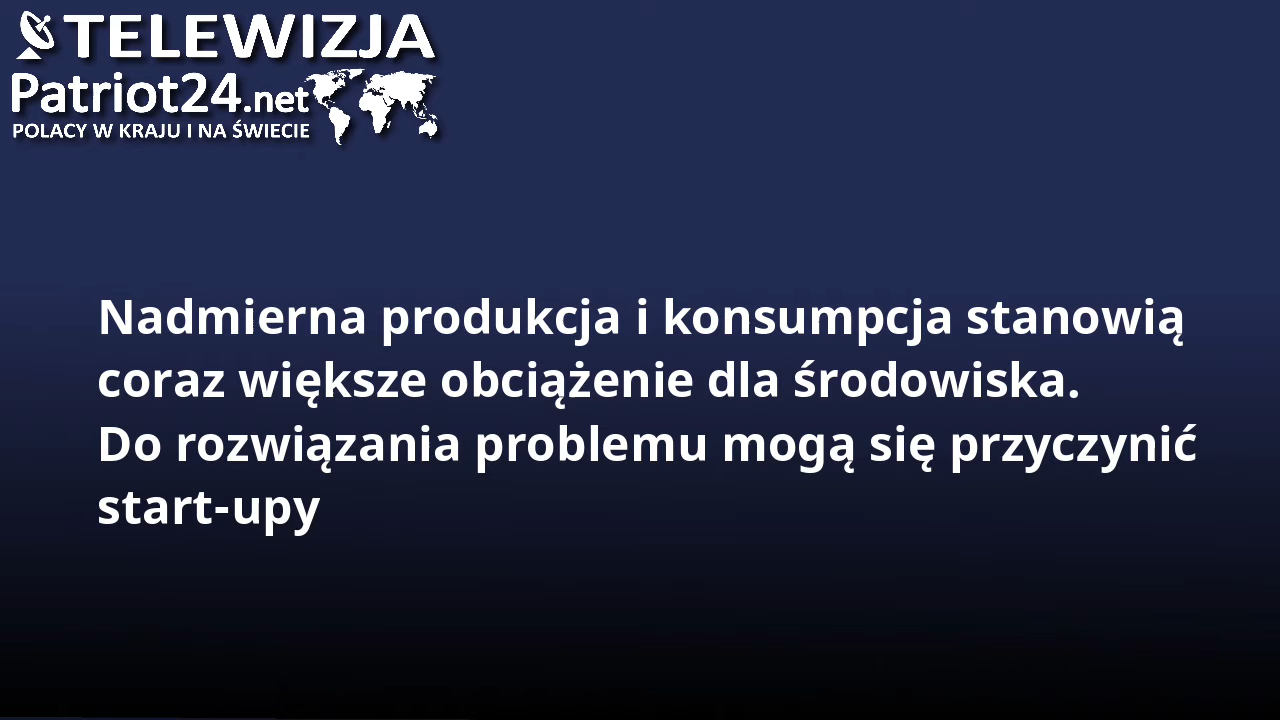 TELEWIZJA
Patriot24.net
POLACY W KRAJU I NA ŚWIECIE
Nadmierna produkcja i konsumpcja stanowią
coraz większe obciążenie dla środowiska.
Do rozwiązania problemu mogą się przyczynić
start-upy